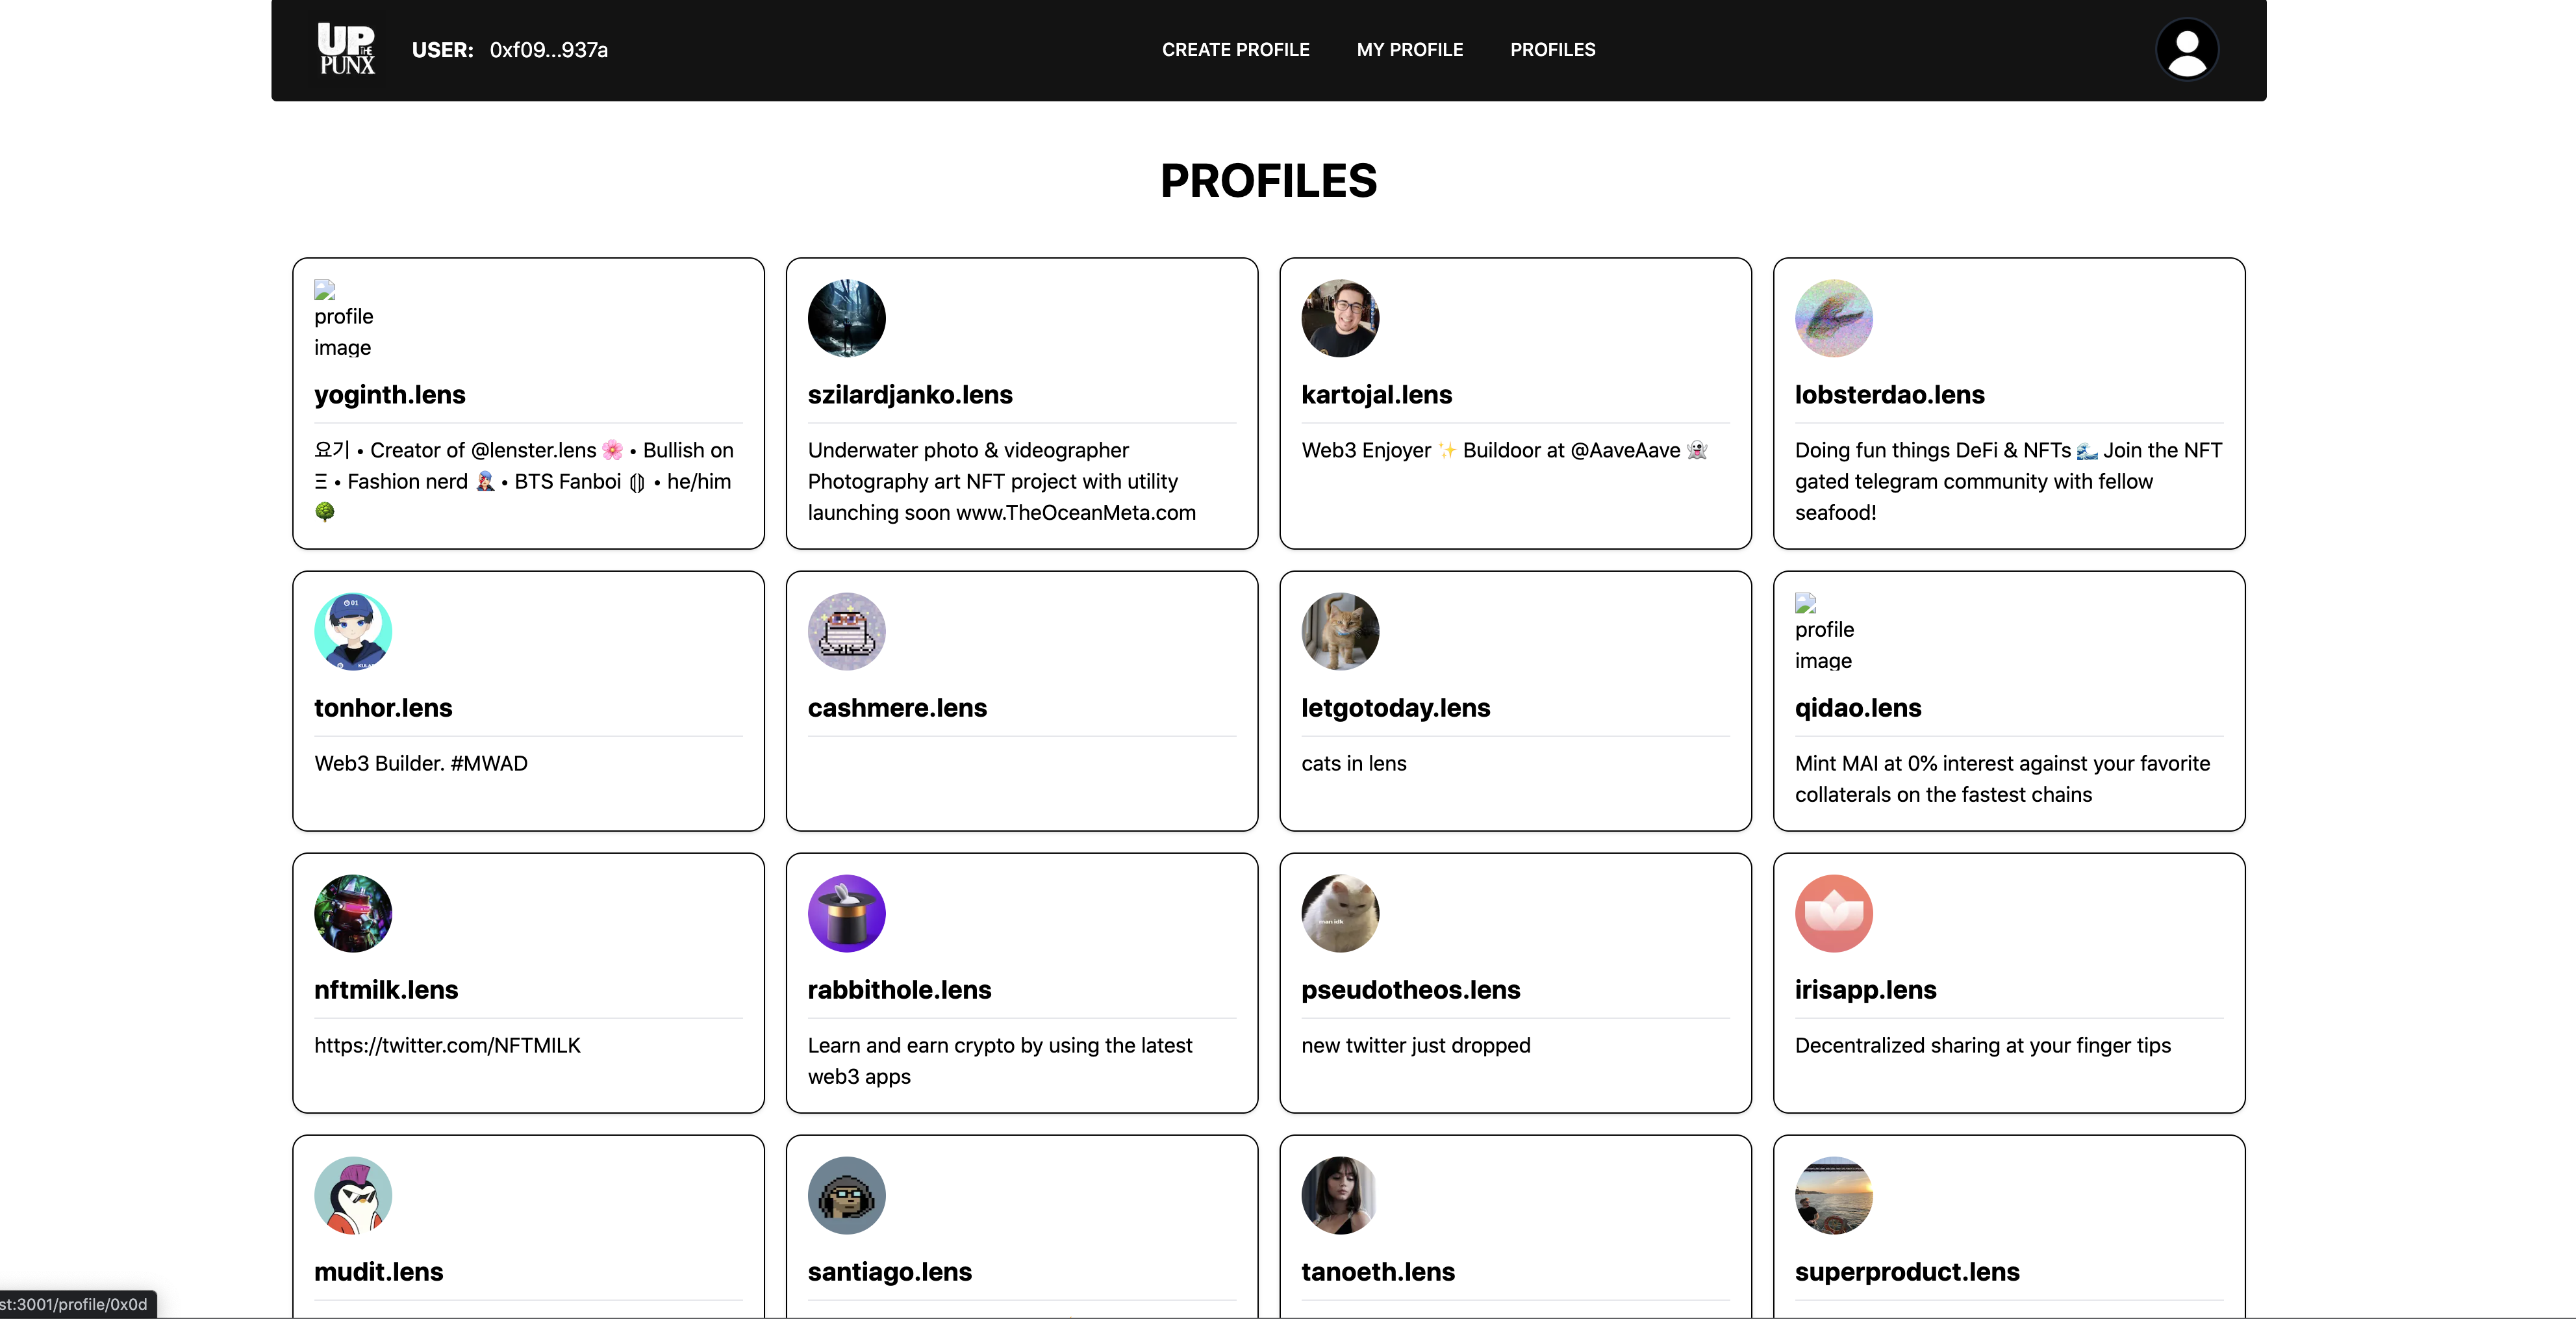 UP
THE
PUNX
USER: 0xf09...937a
CREATE PROFILE
MY PROFILE
PROFILES
PROFILES
profile
image
yoginth.lens
요기 • Creator of @lenster.lens 🌸 • Bullish on
Ξ • Fashion nerd 👩🏻‍🎤 • BTS Fanboi ⟬⟭ • he/him
🌳
szilardjanko.lens
Underwater photo & videographer
Photography art NFT project with utility
launching soon www.TheOceanMeta.com
kartojal.lens
Web3 Enjoyer ✨ Buildoor at @AaveAave 👻
lobsterdao.lens
Doing fun things DeFi & NFTs 🌊 Join the NFT
gated telegram community with fellow
seafood!
01
tonhor.lens
Web3 Builder. #MWAD
cashmere.lens
letgotoday.lens
cats in lens
profile
image
qidao.lens
Mint MAI at 0% interest against your favorite
collaterals on the fastest chains
nftmilk.lens
https://twitter.com/NFTMILK
rabbithole.lens
Learn and earn crypto by using the latest
web3 apps
man idk
pseudotheos.lens
new twitter just dropped
irisapp.lens
Decentralized sharing at your finger tips
mudit.lens
santiago.lens
tanoeth.lens
superproduct.lens
st:3001/profile/0x0d